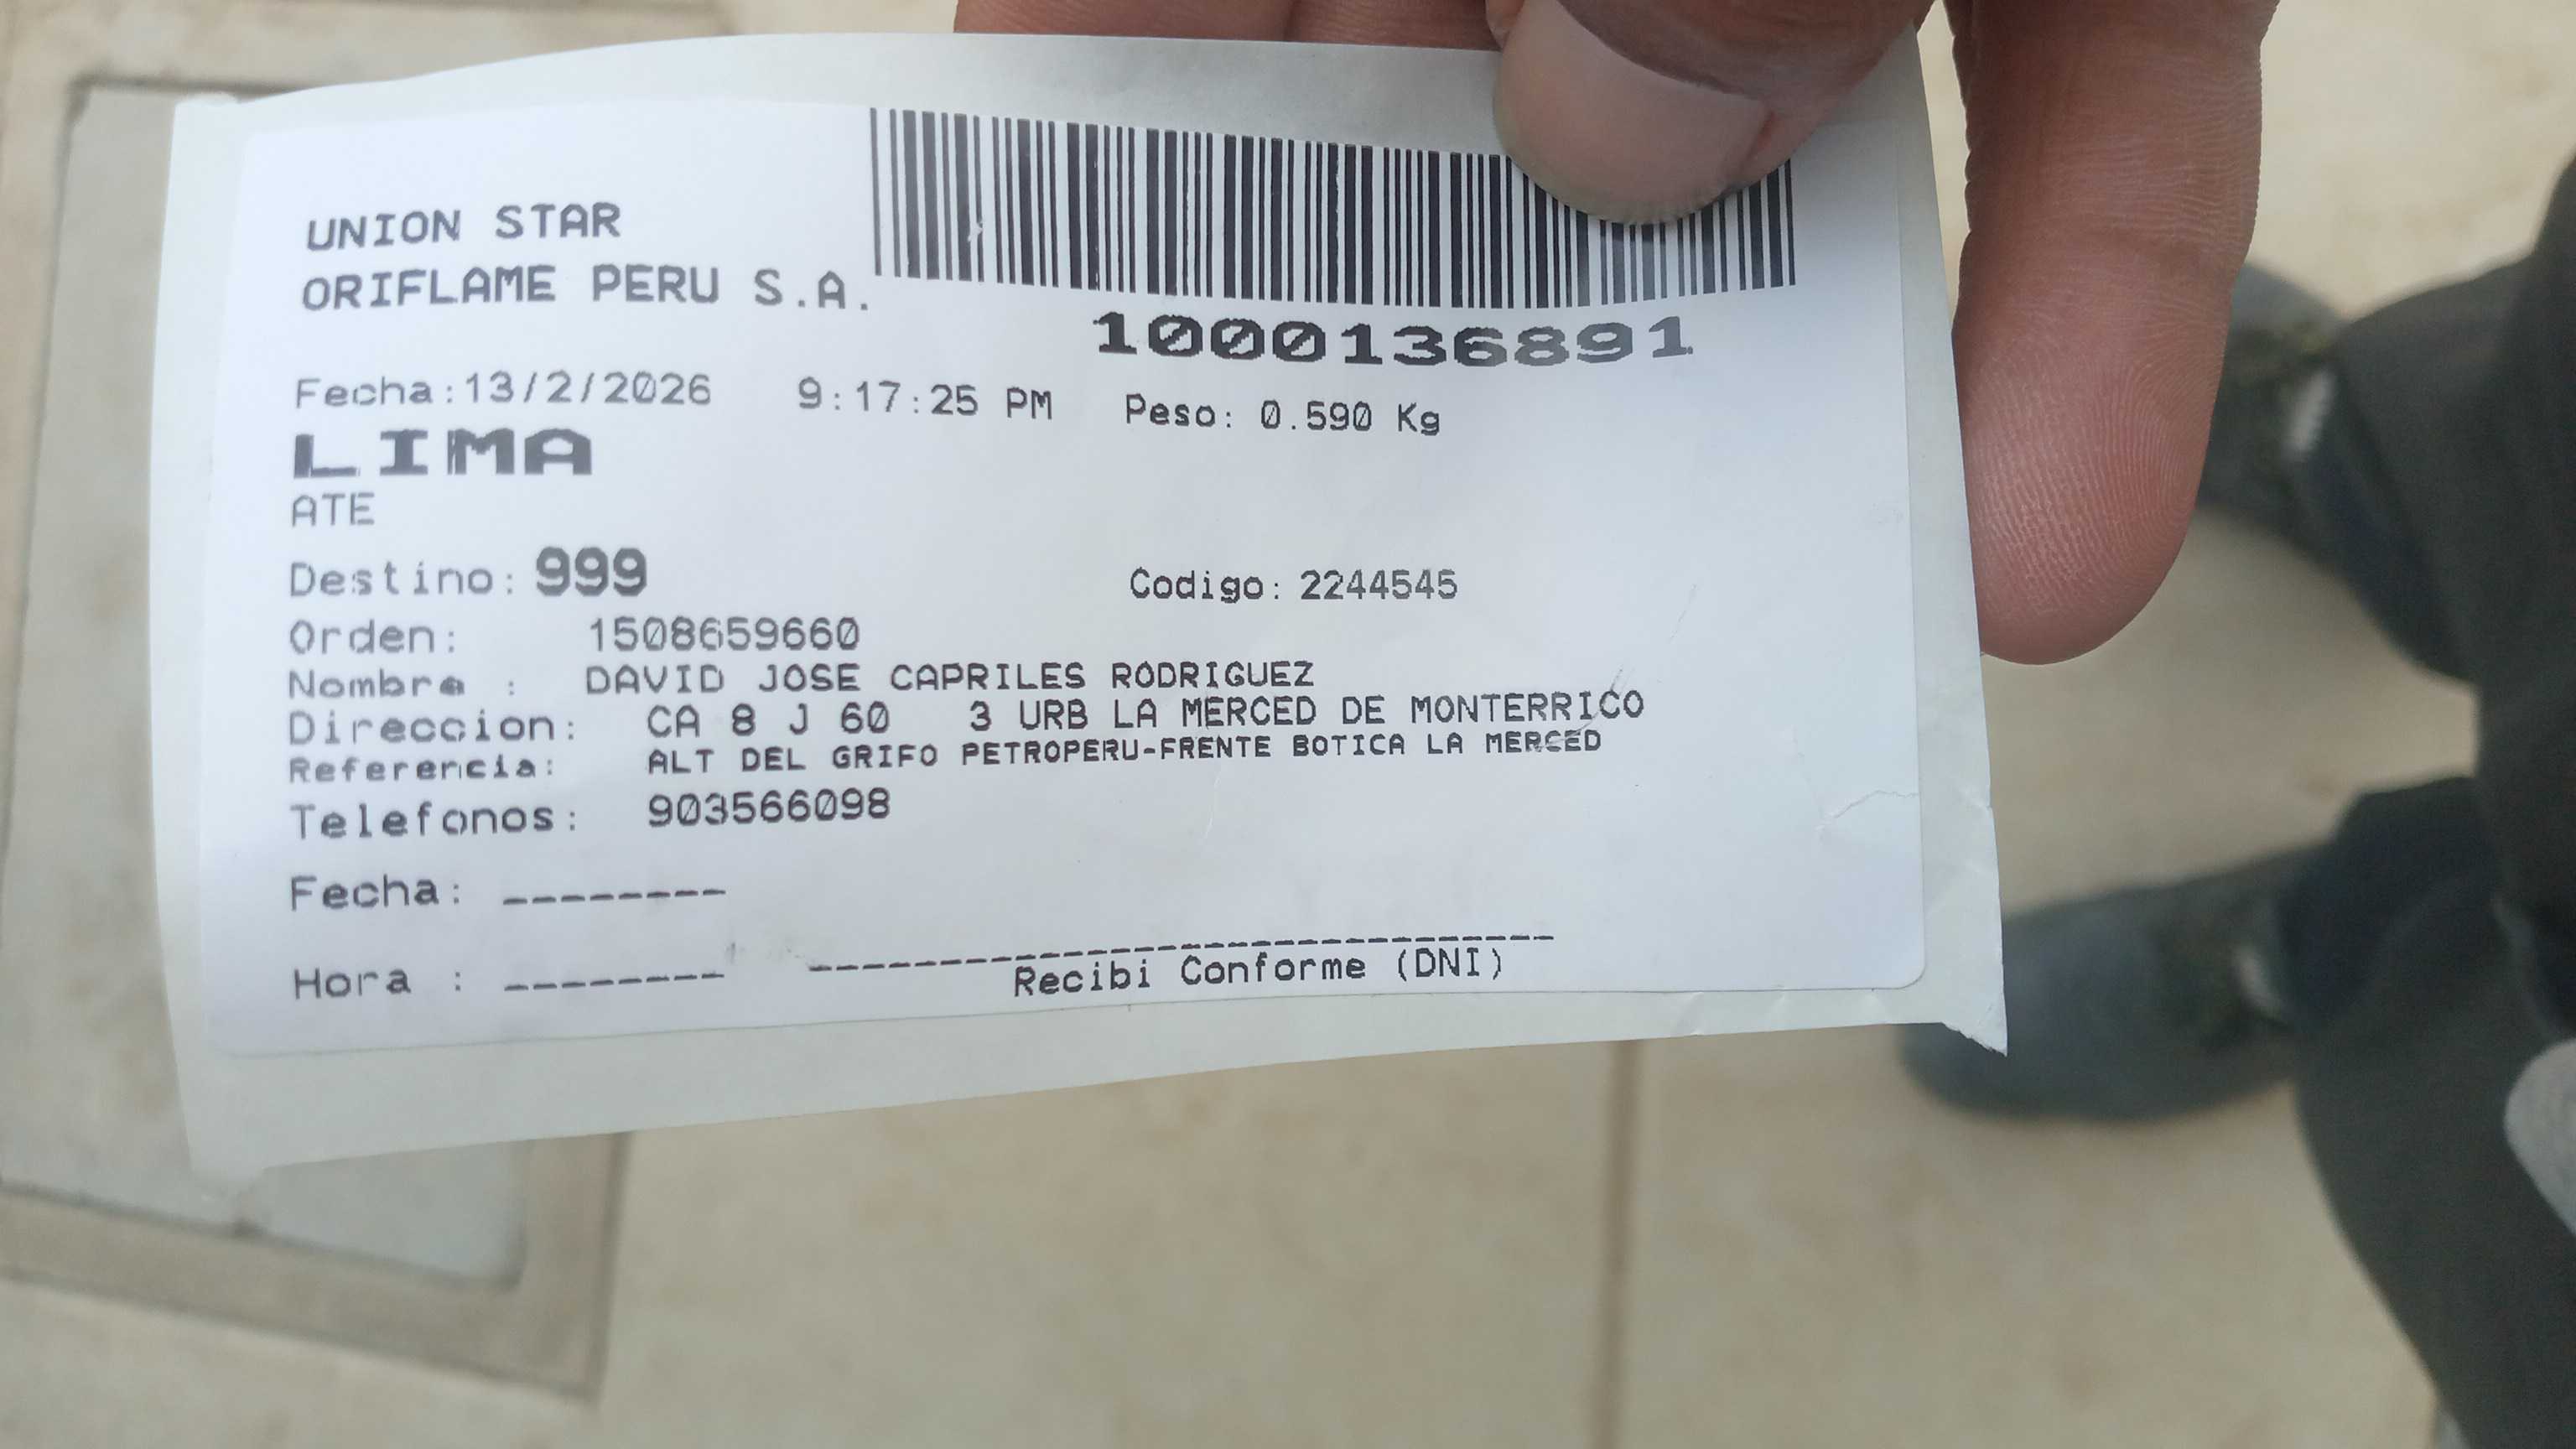 UNION STAR
ORIFLAME PERU S.A.
1000136891
Fecha:13/2/2026 9:17:25 PM Peso: 0.590 Kg
LIMA
ATE
Destino: 999 Codigo: 2244545
Orden: 1508659660
Nombre : DAVID JOSE CAPRILES RODRIGUEZ
Direccion: CA 8 J 60 3 URB LA MERCED DE MONTERRICO
Referencia: ALT DEL GRIFO PETROPERU-FRENTE BOTICA LA MERCED
Telefonos: 903566098
Fecha: --------
Hora : --------
Recibi Conforme (DNI)